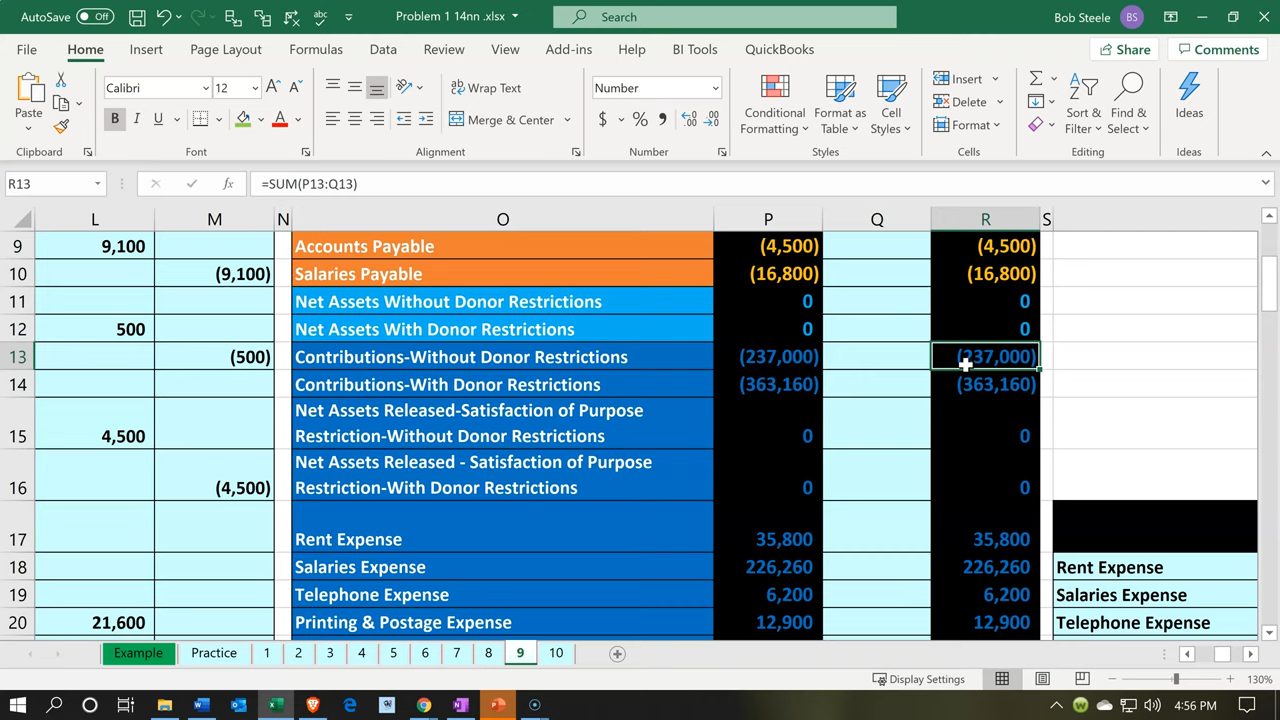 AutoSave Off Problem 1 14nn .xlsx Search Bob Steele BS
File Home Insert Page Layout Formulas Data Review View Add-ins Help BI Tools QuickBooks Share Comments
Paste Calibri 12 Wrap Text Number Conditional Formatting Format as Table Cell Styles Insert Sort & Filter Find & Select Ideas
B I U Merge & Center $ % Delete Format
Clipboard Font Alignment Number Styles Cells Editing Ideas
R13 fx =SUM(P13:Q13)
L M N O P Q R S
9 9,100 Accounts Payable (4,500) (4,500)
10 (9,100) Salaries Payable (16,800) (16,800)
11 Net Assets Without Donor Restrictions 0 0
12 500 Net Assets With Donor Restrictions 0 0
13 (500) Contributions-Without Donor Restrictions (237,000) (237,000)
14 Contributions-With Donor Restrictions (363,160) (363,160)
Net Assets Released-Satisfaction of Purpose
15 4,500 Restriction-Without Donor Restrictions 0 0
Net Assets Released - Satisfaction of Purpose
16 (4,500) Restriction-With Donor Restrictions 0 0
17 Rent Expense 35,800 35,800
18 Salaries Expense 226,260 226,260 Rent Expense
19 Telephone Expense 6,200 6,200 Salaries Expense
20 21,600 Printing & Postage Expense 12,900 12,900 Telephone Expense
Example Practice 1 2 3 4 5 6 7 8 9 10
Display Settings 130%
4:56 PM